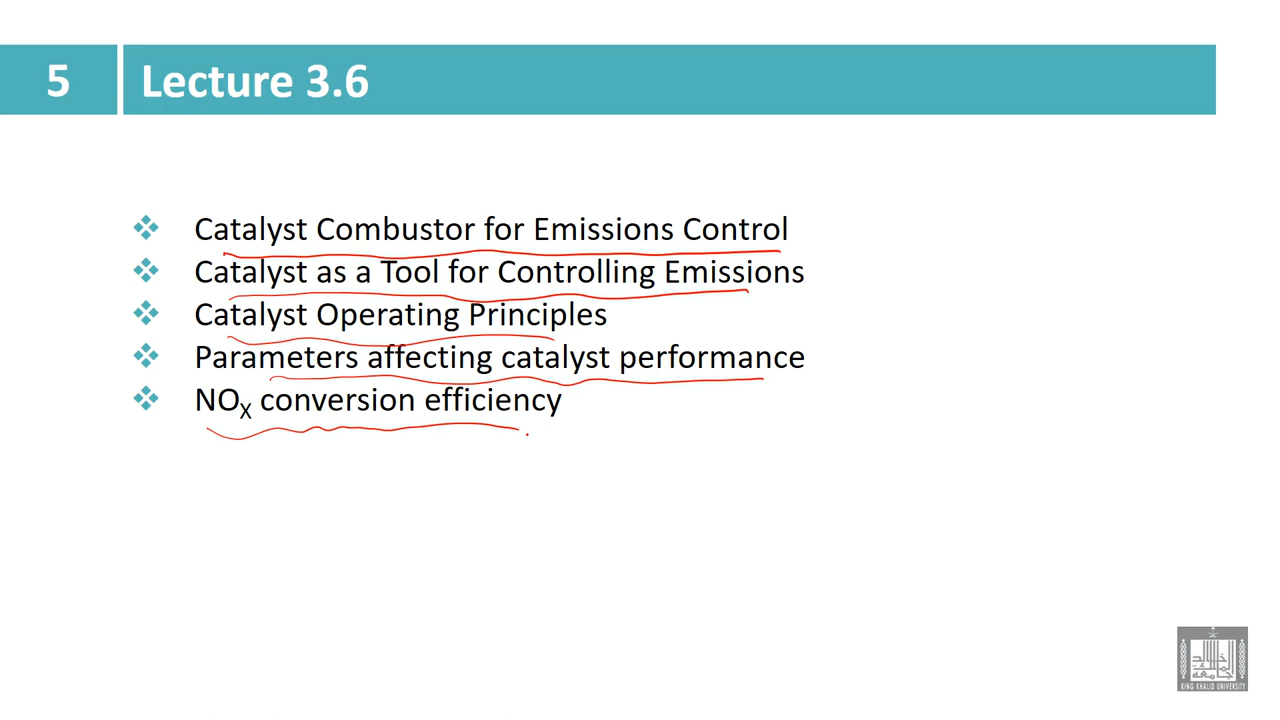 5
Lecture 3.6
Catalyst Combustor for Emissions Control
Catalyst as a Tool for Controlling Emissions
Catalyst Operating Principles
Parameters affecting catalyst performance
NOX conversion efficiency
KING KHALID UNIVERSITY